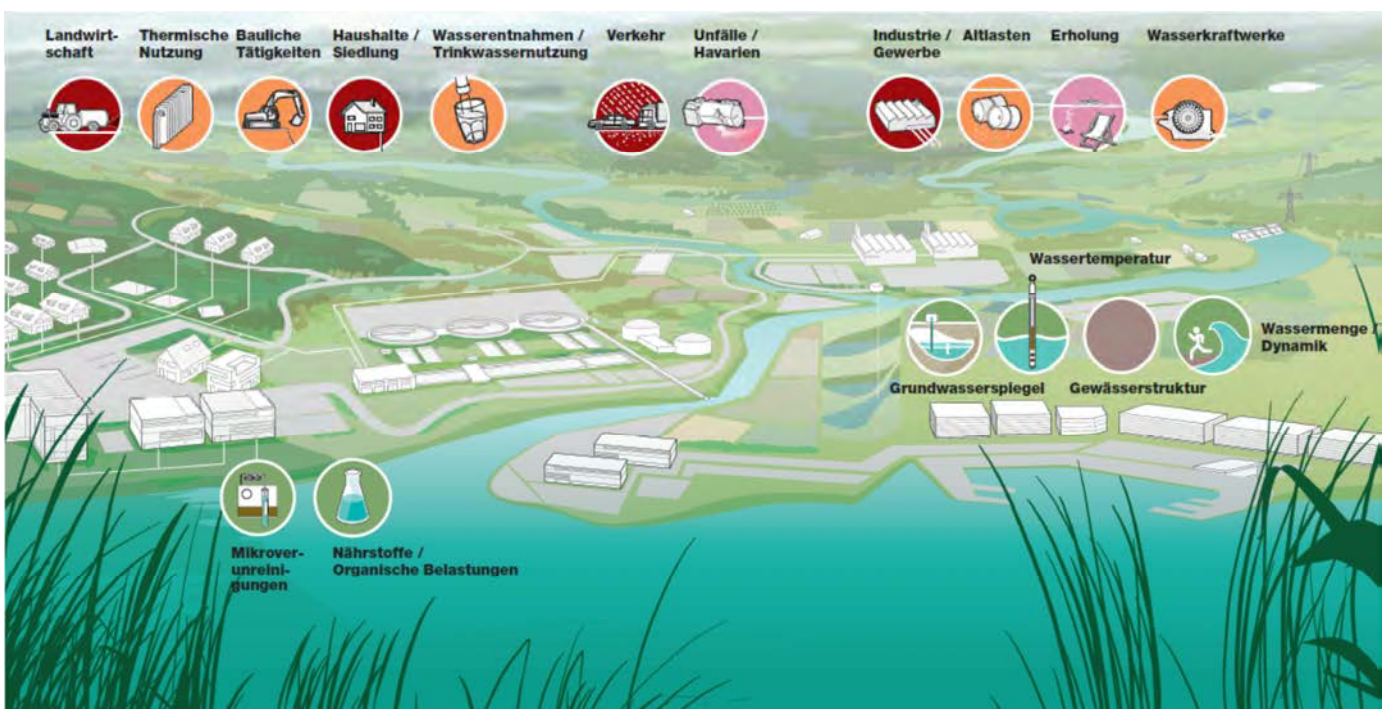 Landwirt-
schaft
Thermische
Nutzung
Bauliche
Tätigkeiten
Haushalte /
Siedlung
Wasserentnahmen /
Trinkwassernutzung
Verkehr
Unfälle /
Havarien
Industrie /
Gewerbe
Altlasten
Erholung
Wasserkraftwerke
Wassertemperatur
Wassermenge /
Dynamik
Grundwasserspiegel
Gewässerstruktur
Mikrover-
unreini-
gungen
Nährstoffe /
Organische Belastungen